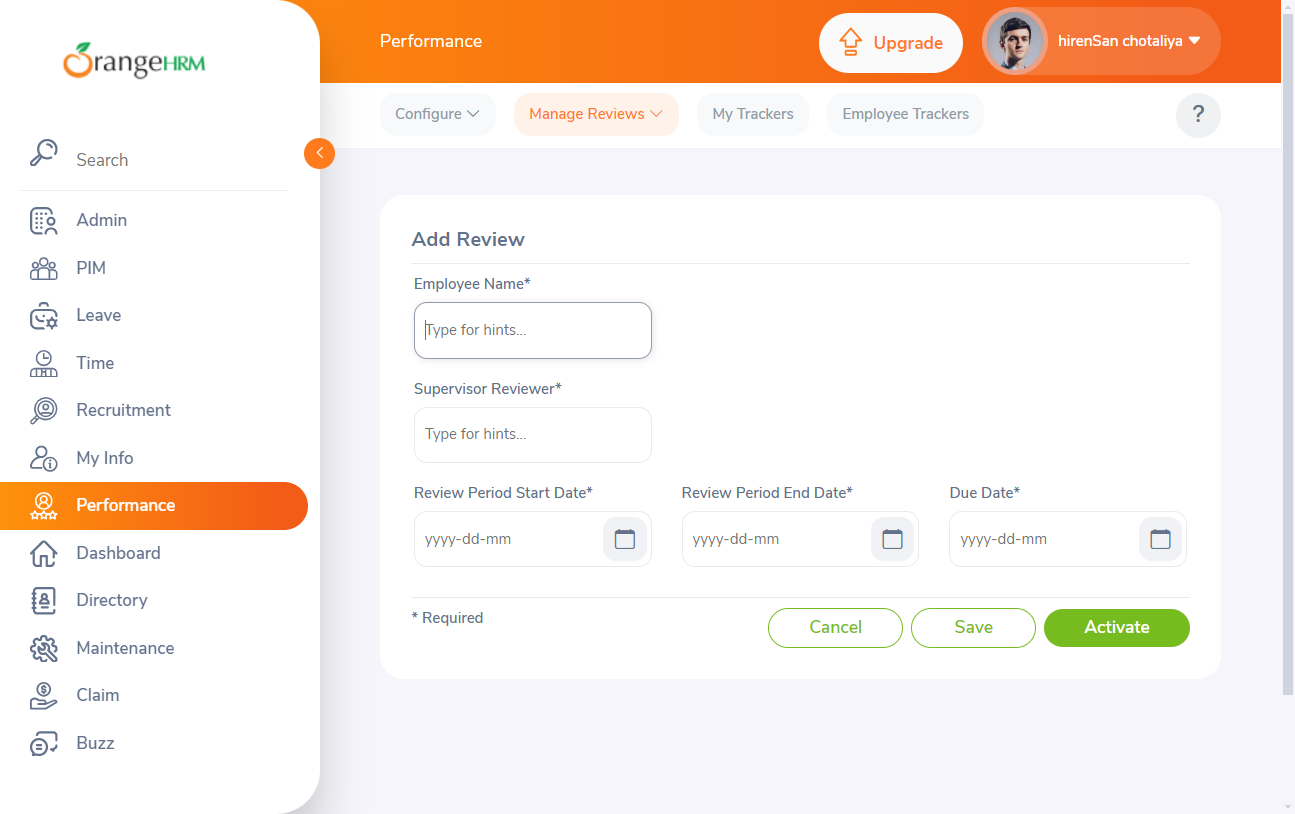 OrangeHRM
Performance
Upgrade
hirenSan chotaliya
Configure
Manage Reviews
My Trackers
Employee Trackers
?
Search
Admin
PIM
Leave
Time
Recruitment
My Info
Performance
Dashboard
Directory
Maintenance
Claim
Buzz
Add Review
Employee Name*
Type for hints...
Supervisor Reviewer*
Type for hints...
Review Period Start Date* Review Period End Date* Due Date*
yyyy-dd-mm yyyy-dd-mm yyyy-dd-mm
* Required
Cancel Save Activate